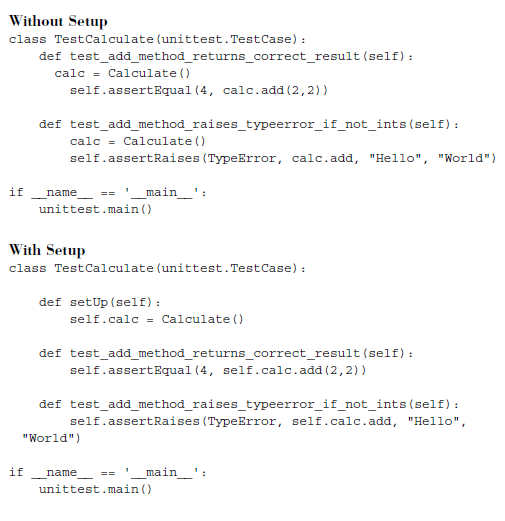 Without Setup
class TestCalculate(unittest.TestCase):
    def test_add_method_returns_correct_result(self):
      calc = Calculate()
        self.assertEqual(4, calc.add(2,2))

    def test_add_method_raises_typeerror_if_not_ints(self):
        calc = Calculate()
        self.assertRaises(TypeError, calc.add, "Hello", "World")

if __name__ == '__main__':
    unittest.main()

With Setup
class TestCalculate(unittest.TestCase):

    def setUp(self):
        self.calc = Calculate()

    def test_add_method_returns_correct_result(self):
        self.assertEqual(4, self.calc.add(2,2))

    def test_add_method_raises_typeerror_if_not_ints(self):
        self.assertRaises(TypeError, self.calc.add, "Hello",
  "World")

if __name__ == '__main__':
    unittest.main()